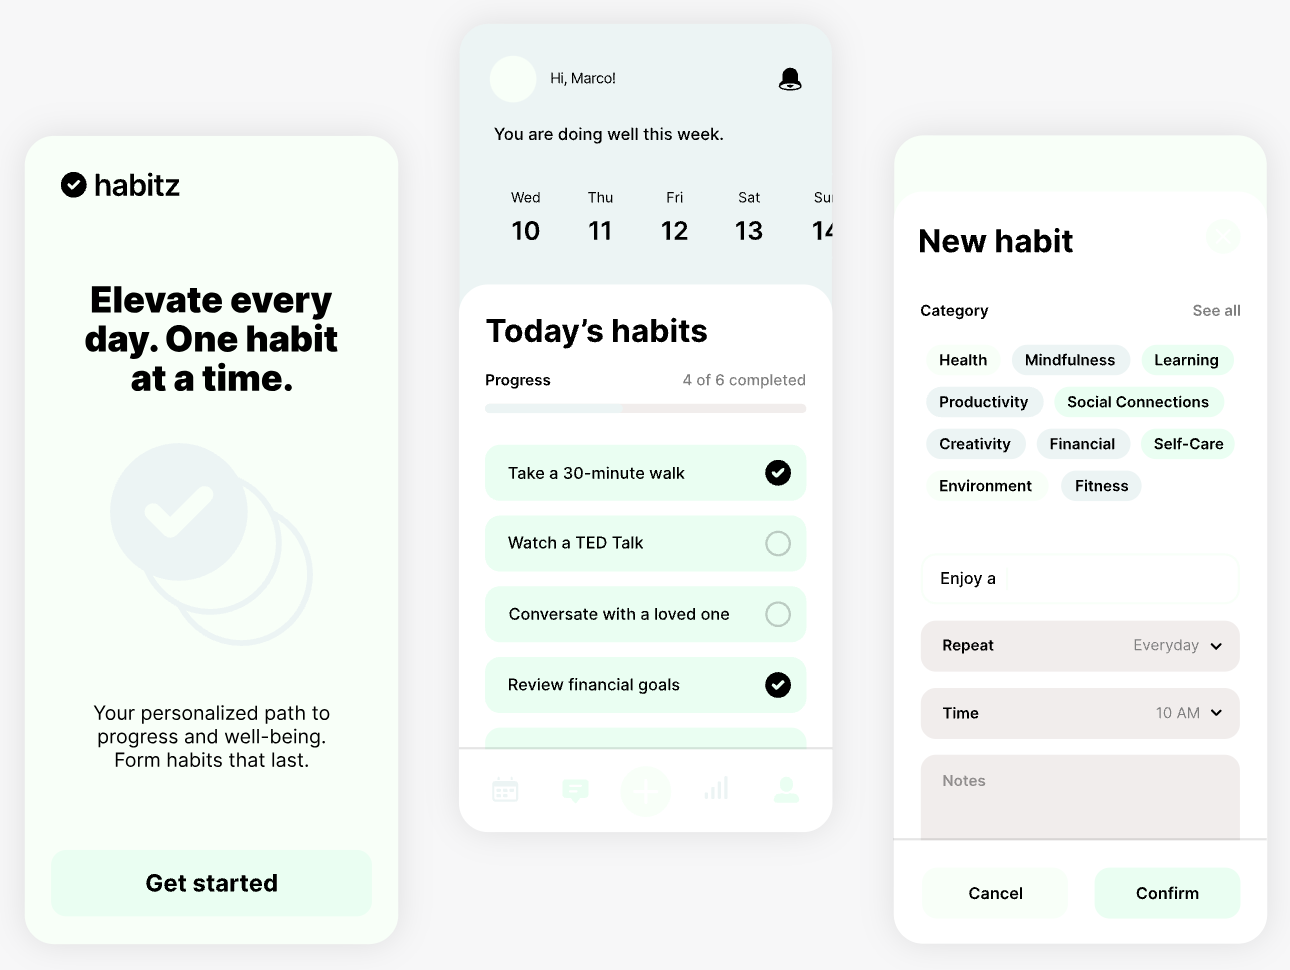 habitz
Elevate every
day. One habit
at a time.
Your personalized path to
progress and well-being.
Form habits that last.
Get started
Hi, Marco!
You are doing well this week.
Wed Thu Fri Sat Sun
10 11 12 13 14
Today’s habits
Progress 4 of 6 completed
Take a 30-minute walk
Watch a TED Talk
Conversate with a loved one
Review financial goals
New habit
Category See all
Health Mindfulness Learning
Productivity Social Connections
Creativity Financial Self-Care
Environment Fitness
Enjoy a
Repeat Everyday
Time 10 AM
Notes
Cancel Confirm